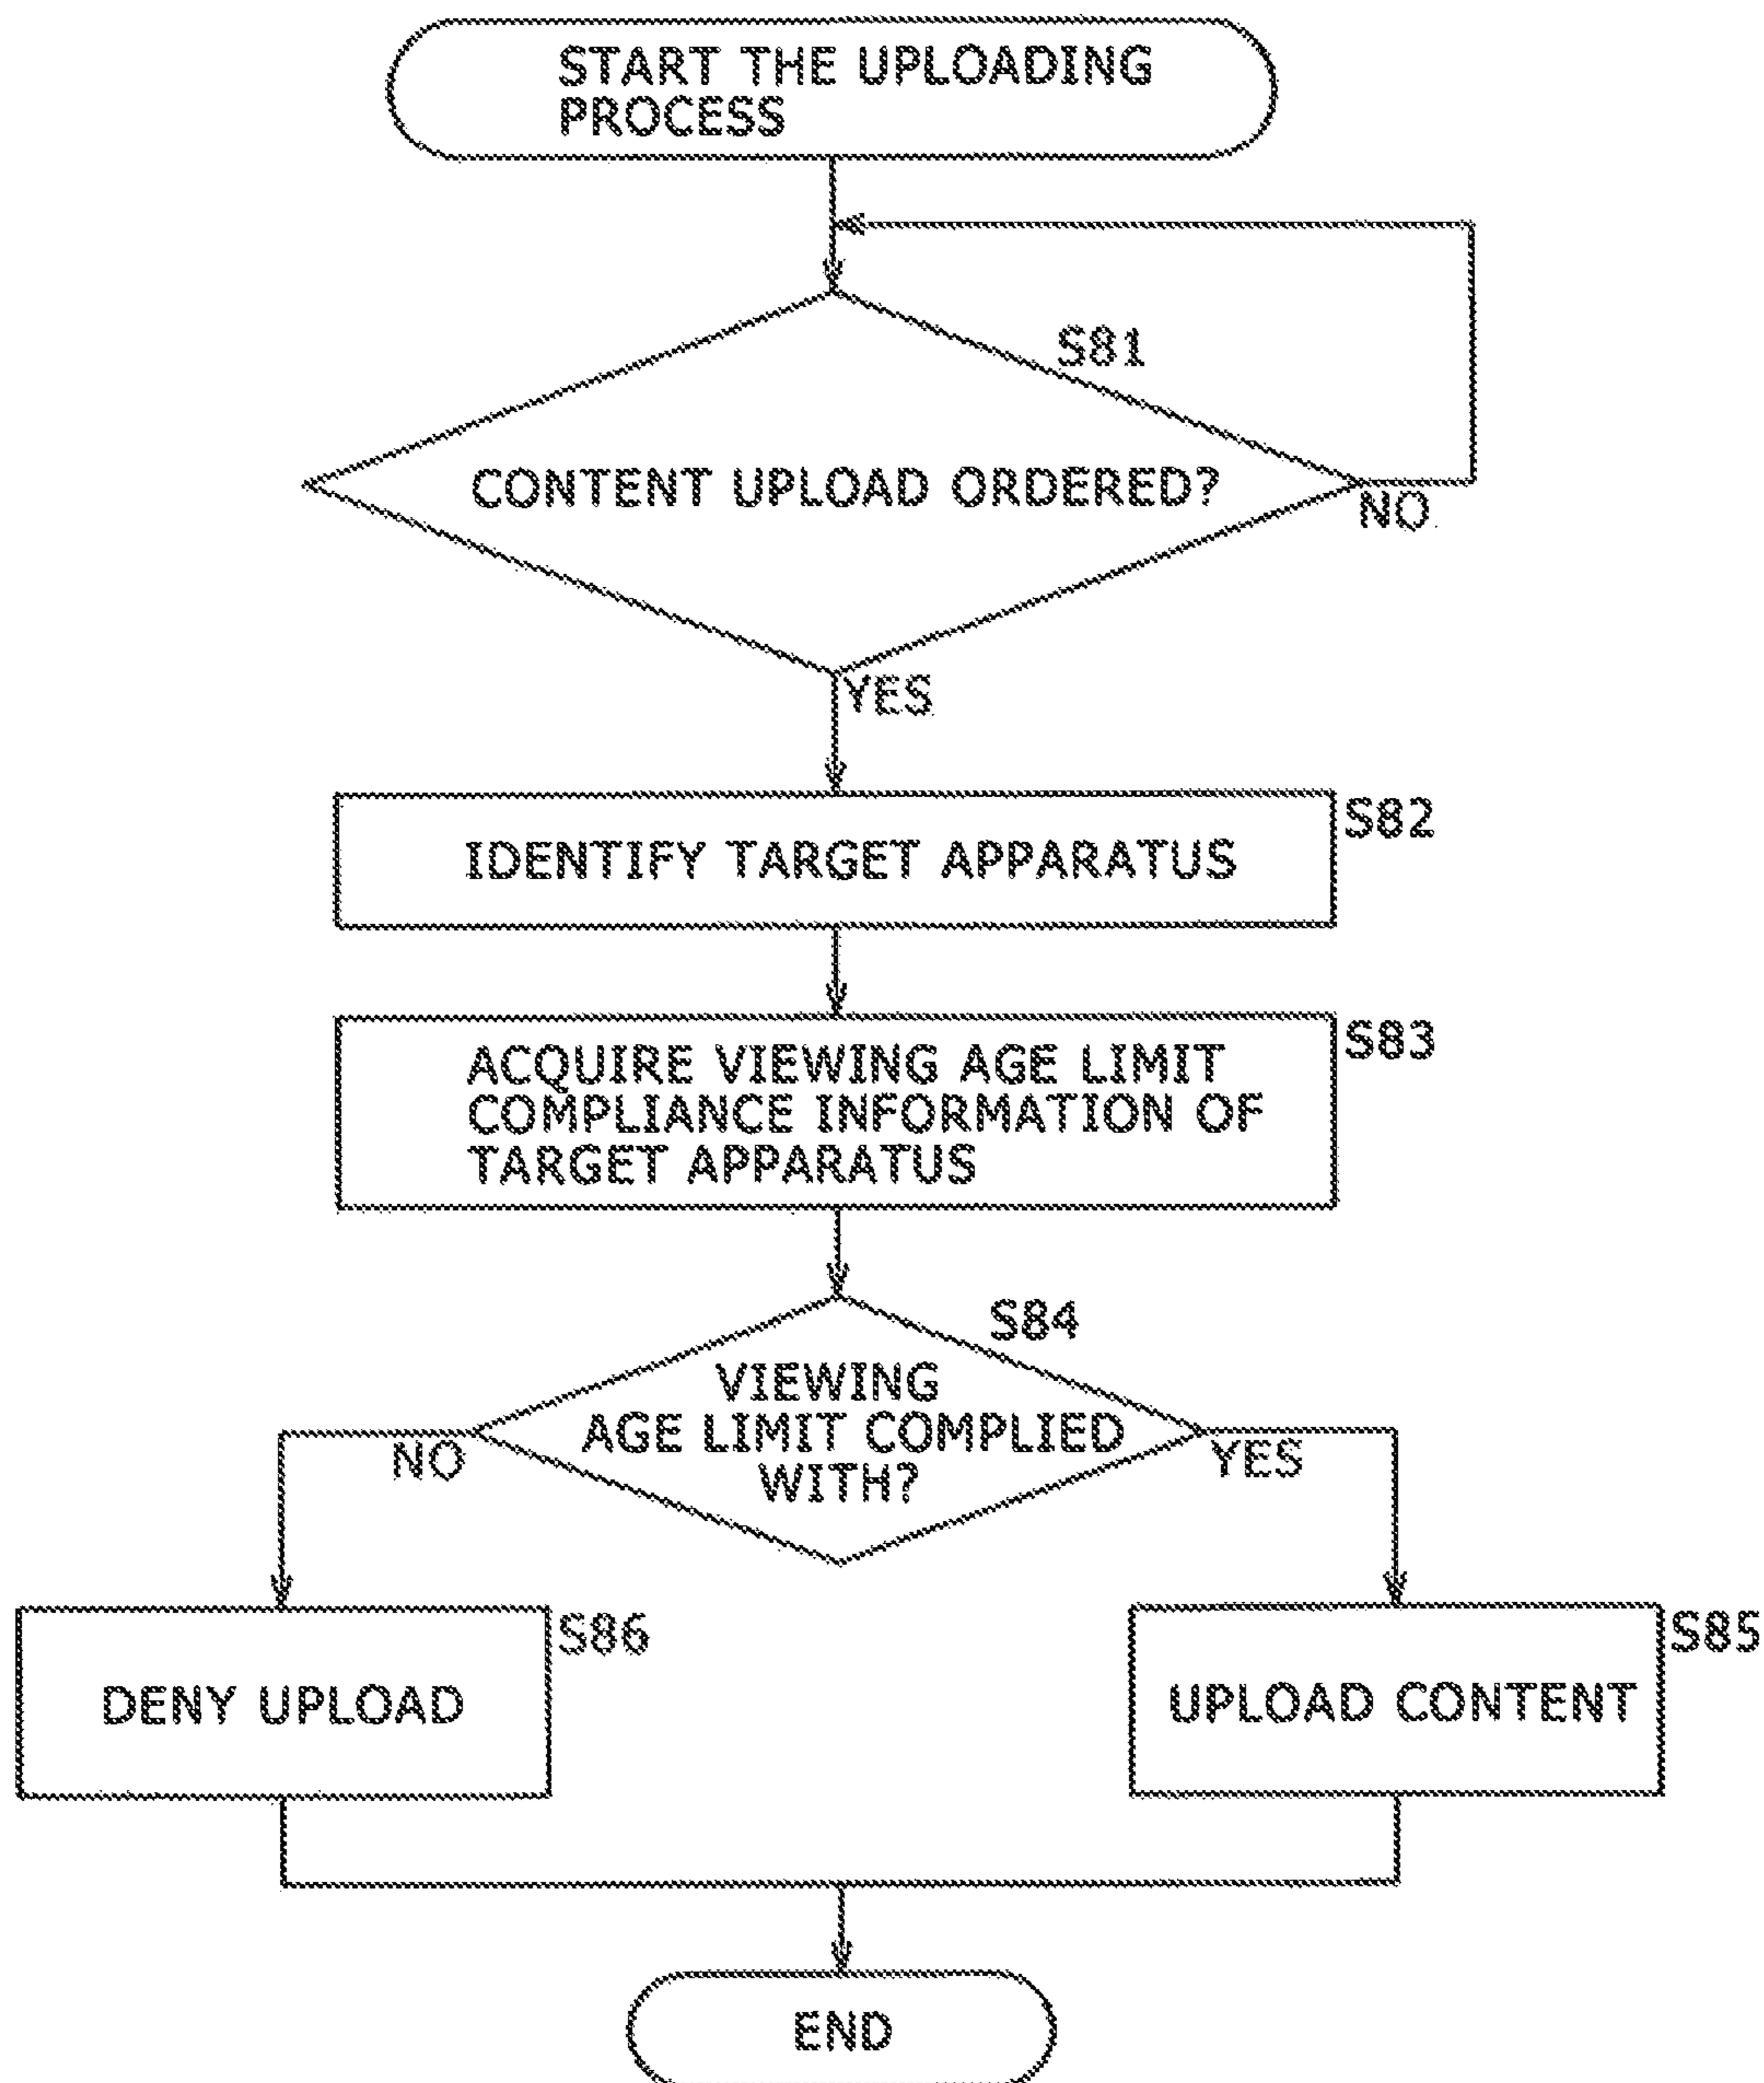 START THE UPLOADING
PROCESS
S81
CONTENT UPLOAD ORDERED?
NO
YES
S82
IDENTIFY TARGET APPARATUS
S83
ACQUIRE VIEWING AGE LIMIT
COMPLIANCE INFORMATION OF
TARGET APPARATUS
S84
VIEWING
AGE LIMIT COMPLIED
WITH?
NO
YES
S86
DENY UPLOAD
S85
UPLOAD CONTENT
END